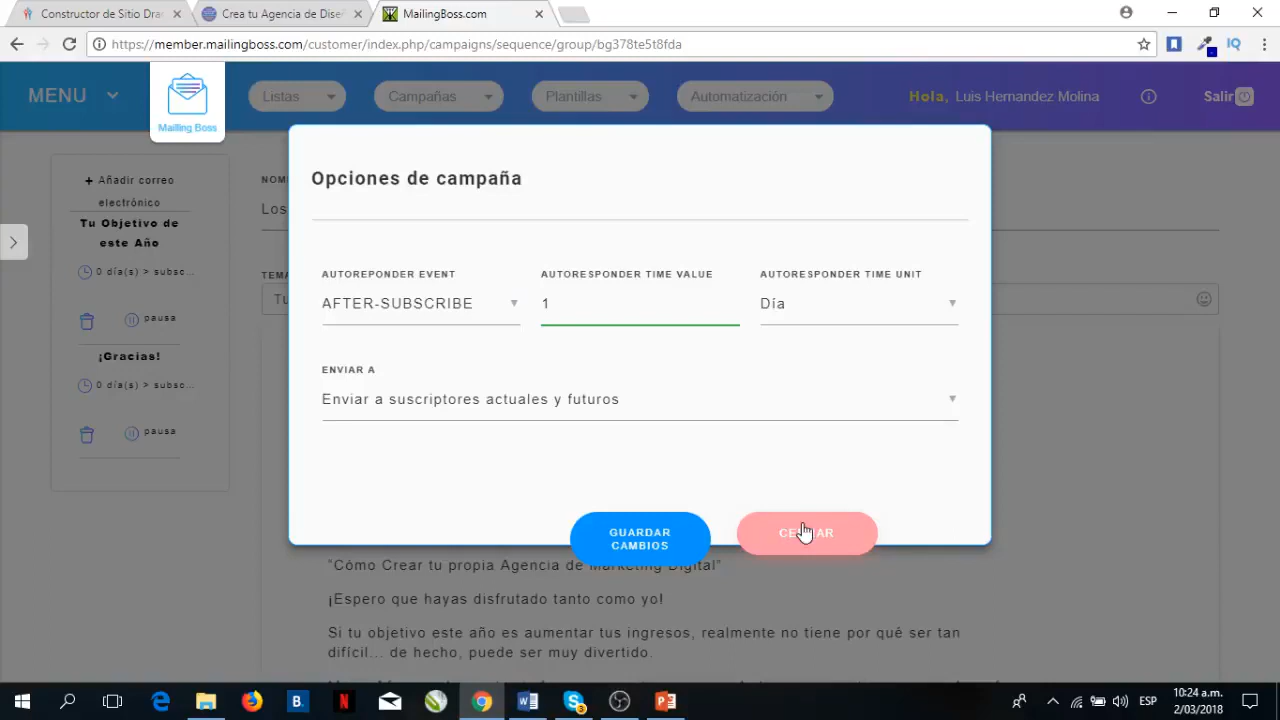 Constructor de Sitio Dra
Crea tu Agencia de Dise
MailingBoss.com
https://member.mailingboss.com/customer/index.php/campaigns/sequence/group/bg378te5t8fda
IQ
MENU
Mailling Boss
Listas
Campañas
Plantillas
Automatización
Hola, Luis Hernandez Molina
Salir
+ Añadir correo
electrónico
Tu Objetivo de
este Año
0 día(s) > subsc...
pausa
¡Gracias!
0 día(s) > subsc...
pausa
NOM
Los
TEMA
Tu
Opciones de campaña
AUTOREPONDER EVENT
AUTORESPONDER TIME VALUE
AUTORESPONDER TIME UNIT
AFTER-SUBSCRIBE
1
Día
ENVIAR A
Enviar a suscriptores actuales y futuros
GUARDAR
CAMBIOS
"Cómo Crear tu propia Agencia de Marketing Digital"
¡Espero que hayas disfrutado tanto como yo!
Si tu objetivo este año es aumentar tus ingresos, realmente no tiene por qué ser tan
difícil... de hecho, puede ser muy divertido.
ESP
10:24 a.m.
2/03/2018